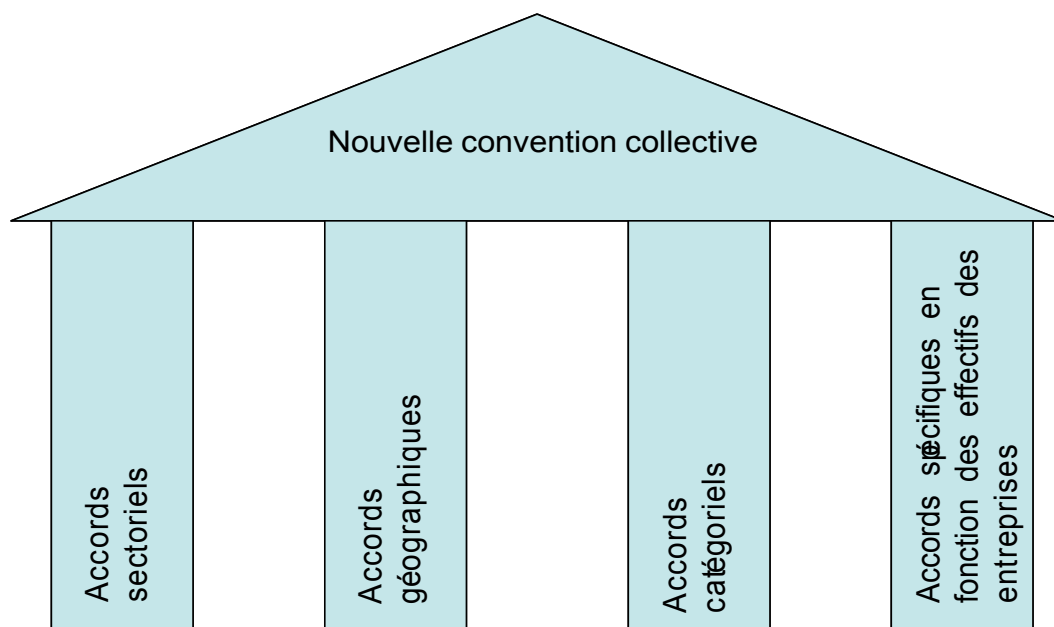 Nouvelle convention collective
Accords
sectoriels
Accords
géographiques
Accords
catégoriels
Accords spécifiques en
fonction des effectifs des
entreprises